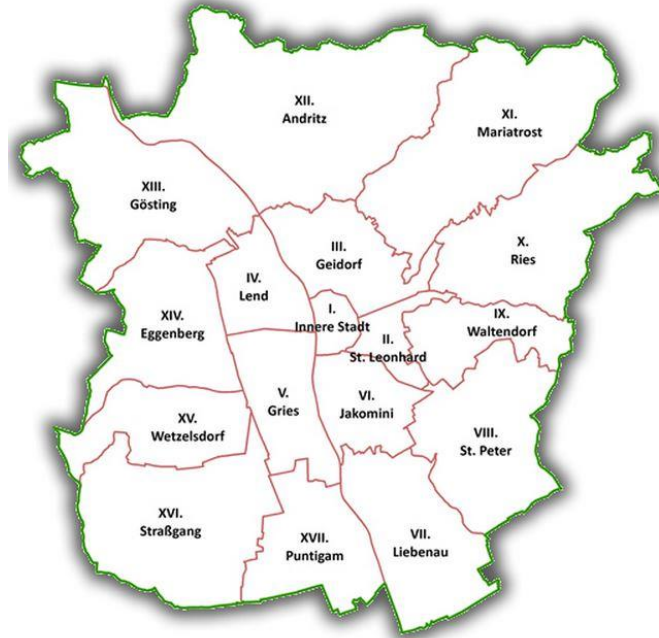 XII.
Andritz
XI.
Mariatrost
XIII.
Gösting
III.
Geidorf
X.
Ries
IV.
Lend
I.
Innere Stadt
XIV.
Eggenberg
II.
St. Leonhard
IX.
Waltendorf
V.
Gries
VI.
Jakomini
XV.
Wetzelsdorf
VIII.
St. Peter
XVI.
Straßgang
XVII.
Puntigam
VII.
Liebenau